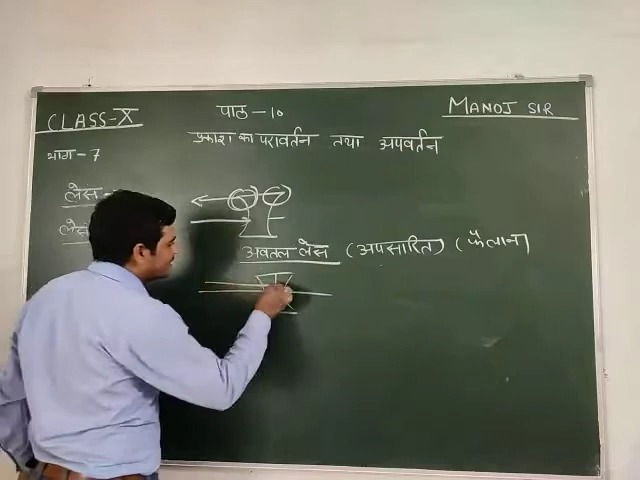 CLASS-X
पाठ - 10
MANOJ SIR
प्रकाश का परावर्तन तथा अपवर्तन
भाग - 7
लेंस
अवतल लेंस (अपसारित) (फैलाना)